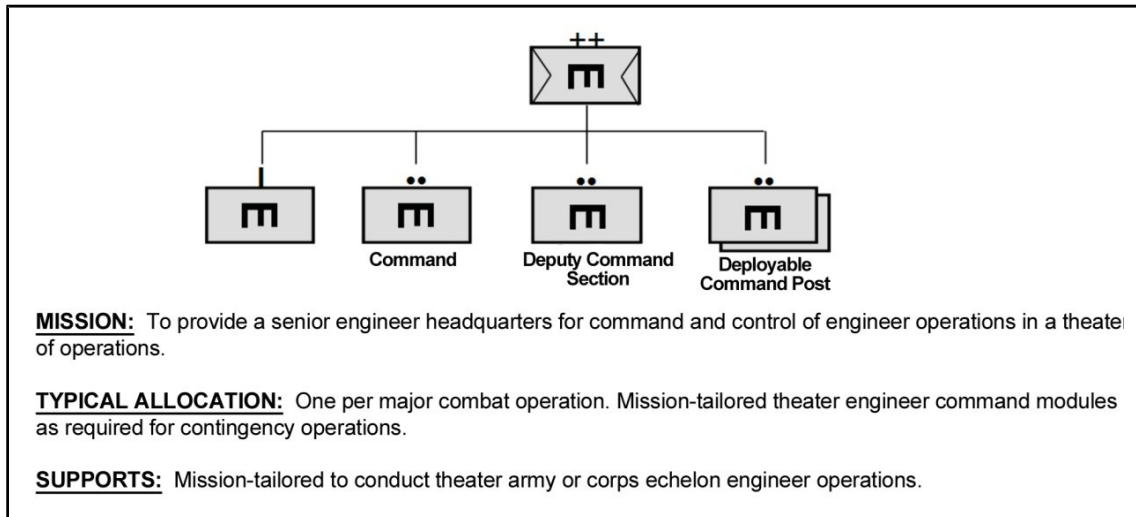 ++
Command
Deputy Command
Section
Deployable
Command Post
MISSION: To provide a senior engineer headquarters for command and control of engineer operations in a theater
of operations.
TYPICAL ALLOCATION: One per major combat operation. Mission-tailored theater engineer command modules
as required for contingency operations.
SUPPORTS: Mission-tailored to conduct theater army or corps echelon engineer operations.